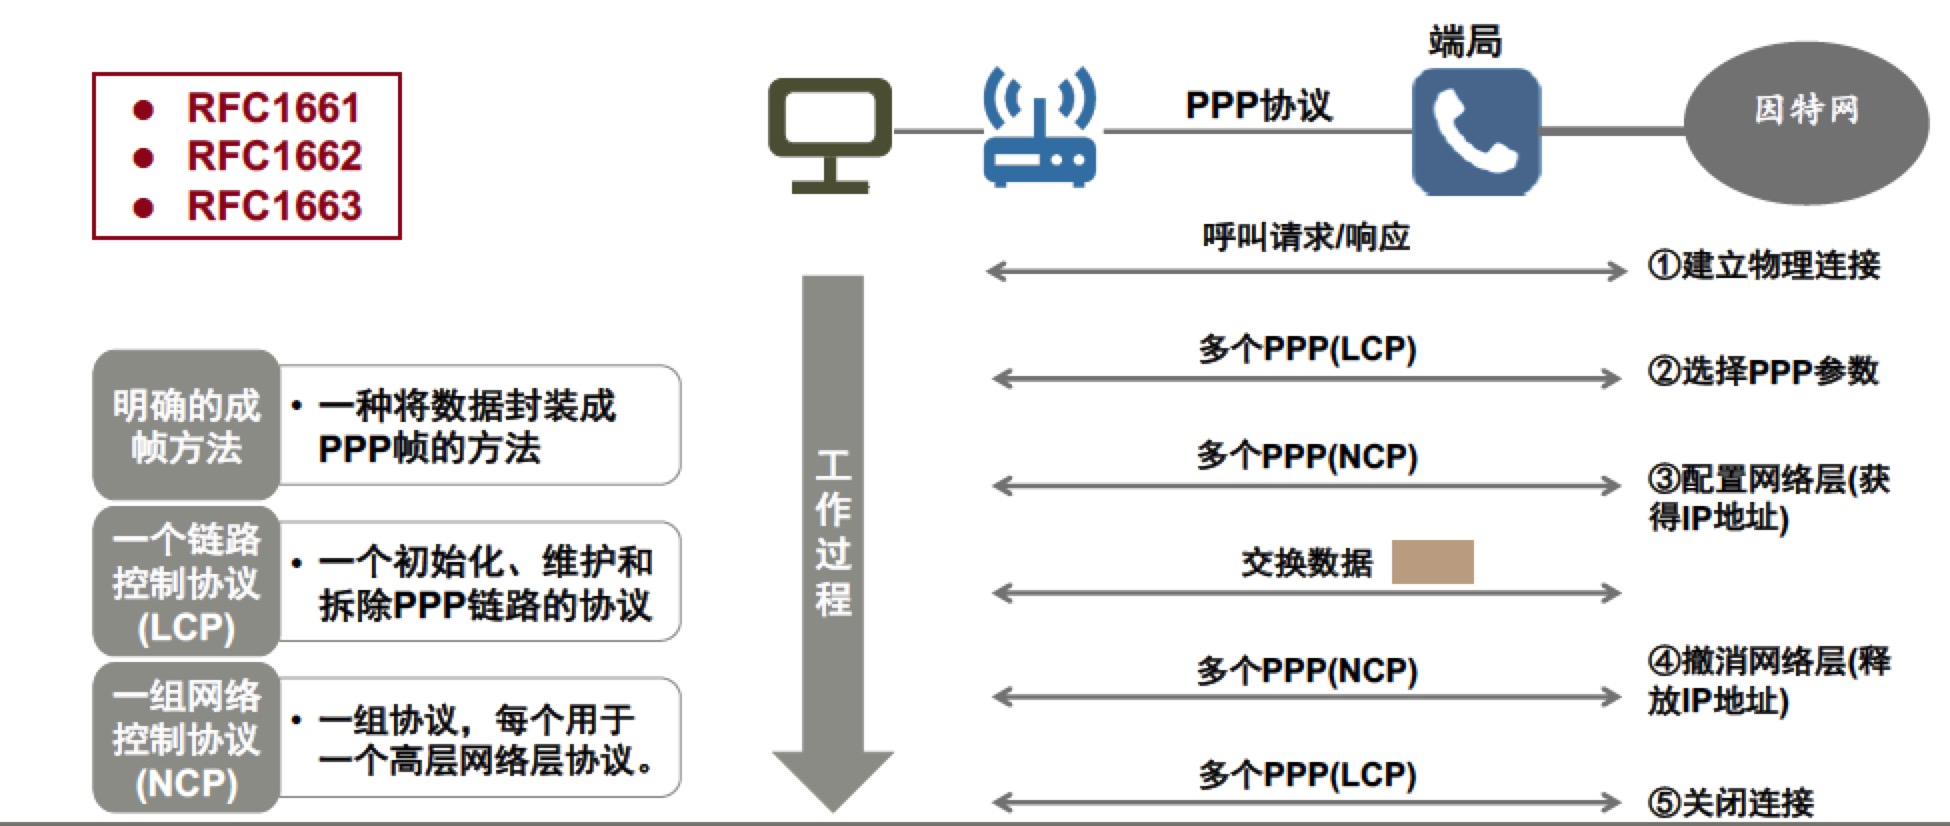 ● RFC1661
● RFC1662
● RFC1663
端局
PPP协议
因特网
明确的成
帧方法
• 一种将数据封装成
PPP帧的方法
一个链路
控制协议
(LCP)
• 一个初始化、维护和
拆除PPP链路的协议
一组网络
控制协议
(NCP)
• 一组协议，每个用于
一个高层网络层协议。
工
作
过
程
呼叫请求/响应
①建立物理连接
多个PPP(LCP)
②选择PPP参数
多个PPP(NCP)
③配置网络层(获
得IP地址)
交换数据
多个PPP(NCP)
④撤消网络层(释
放IP地址)
多个PPP(LCP)
⑤关闭连接